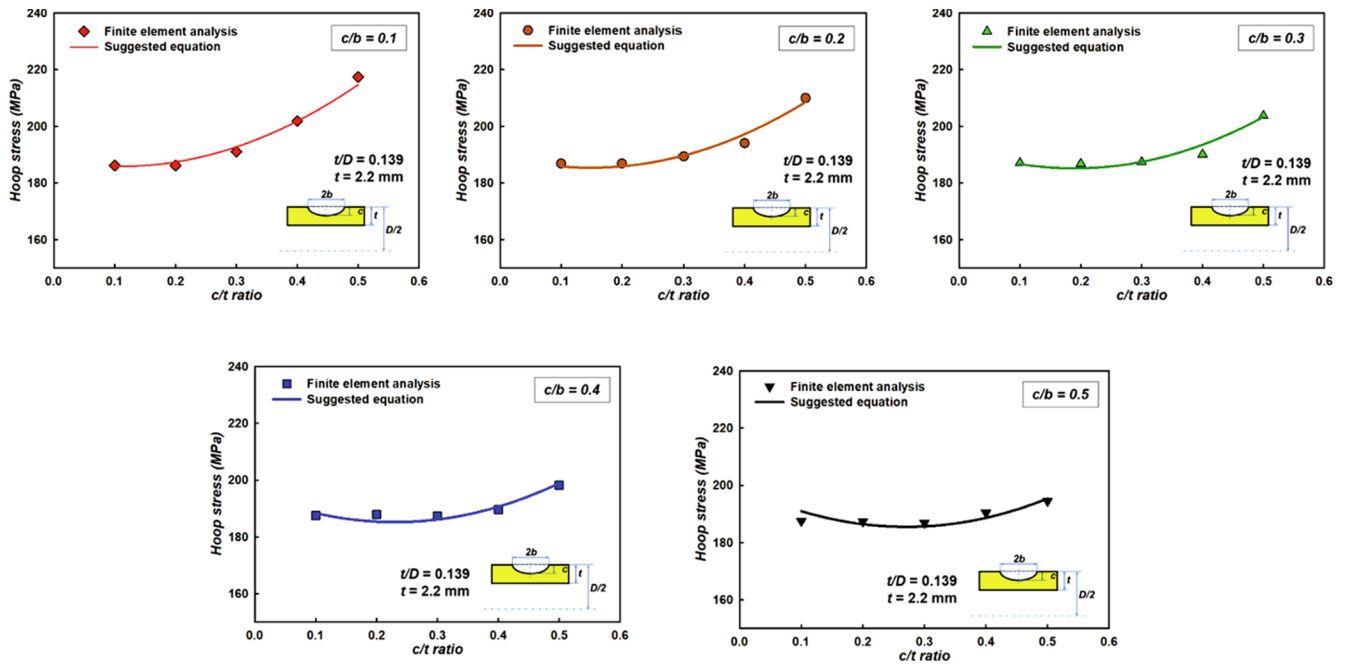 240
220
200
180
160
Hoop stress (MPa)
Finite element analysis
Suggested equation
c/b = 0.1
t/D = 0.139
t = 2.2 mm
2b
c
t
D/2
0.0 0.1 0.2 0.3 0.4 0.5 0.6
c/t ratio
240
220
200
180
160
Hoop stress (MPa)
Finite element analysis
Suggested equation
c/b = 0.2
t/D = 0.139
t = 2.2 mm
2b
c
t
D/2
0.0 0.1 0.2 0.3 0.4 0.5 0.6
c/t ratio
240
220
200
180
160
Hoop stress (MPa)
Finite element analysis
Suggested equation
c/b = 0.3
t/D = 0.139
t = 2.2 mm
2b
c
t
D/2
0.0 0.1 0.2 0.3 0.4 0.5 0.6
c/t ratio
240
220
200
180
160
Hoop stress (MPa)
Finite element analysis
Suggested equation
c/b = 0.4
t/D = 0.139
t = 2.2 mm
2b
c
t
D/2
0.0 0.1 0.2 0.3 0.4 0.5 0.6
c/t ratio
240
220
200
180
160
Hoop stress (MPa)
Finite element analysis
Suggested equation
c/b = 0.5
t/D = 0.139
t = 2.2 mm
2b
c
t
D/2
0.0 0.1 0.2 0.3 0.4 0.5 0.6
c/t ratio